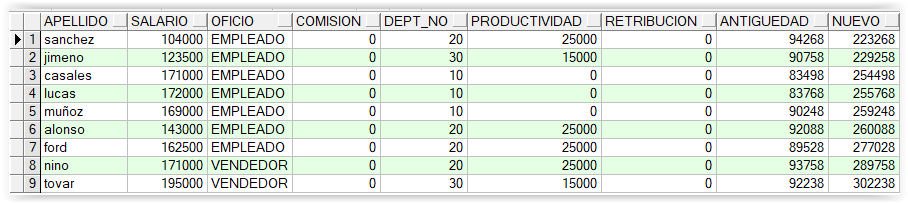 APELLIDO SALARIO OFICIO COMISION DEPT_NO PRODUCTIVIDAD RETRIBUCION ANTIGUEDAD NUEVO
1 sanchez 104000 EMPLEADO 0 20 25000 0 94268 223268
2 jimeno 123500 EMPLEADO 0 30 15000 0 90758 229258
3 casales 171000 EMPLEADO 0 10 0 0 83498 254498
4 lucas 172000 EMPLEADO 0 10 0 0 83768 255768
5 muñoz 169000 EMPLEADO 0 10 0 0 90248 259248
6 alonso 143000 EMPLEADO 0 20 25000 0 92088 260088
7 ford 162500 EMPLEADO 0 20 25000 0 89528 277028
8 nino 171000 VENDEDOR 0 20 25000 0 93758 289758
9 tovar 195000 VENDEDOR 0 30 15000 0 92238 302238